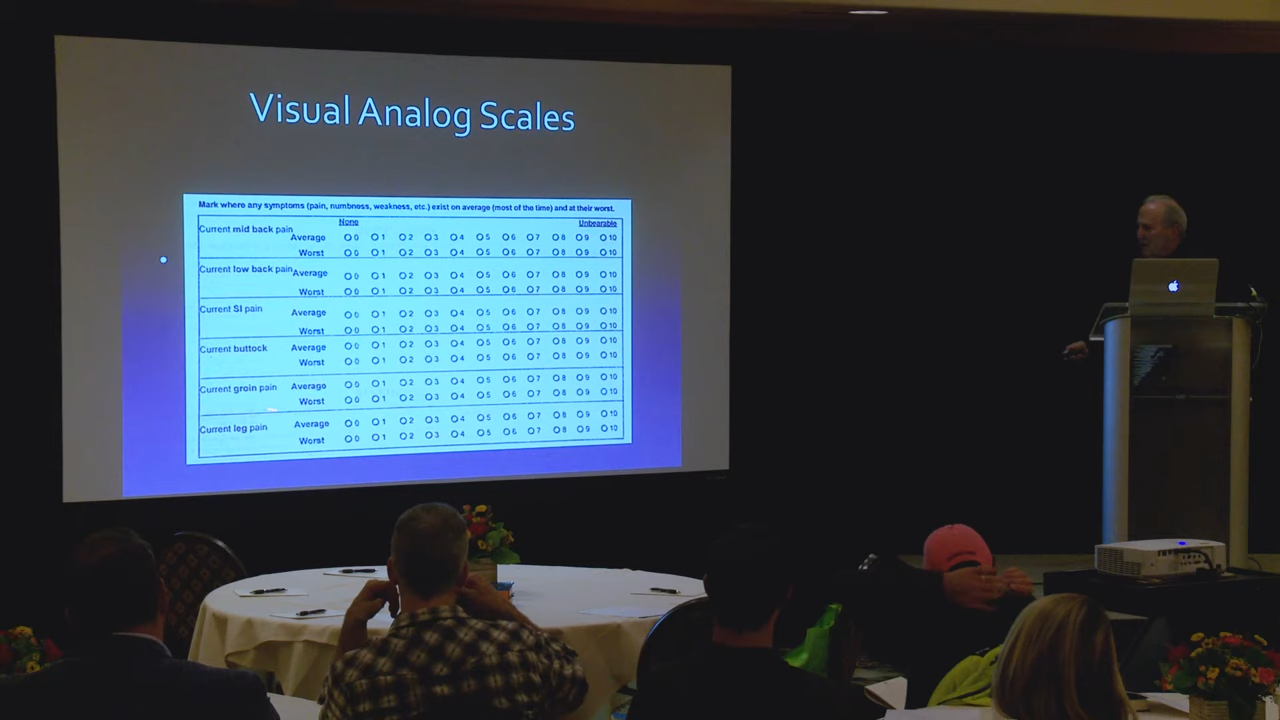 Visual Analog Scales
Mark where any symptoms (pain, numbness, weakness, etc.) exist on average (most of the time) and at their worst.
None Unbearable
Current mid back pain
Average 0 1 2 3 4 5 6 7 8 9 10
Worst 0 1 2 3 4 5 6 7 8 9 10
Current low back pain
Average 0 1 2 3 4 5 6 7 8 9 10
Worst 0 1 2 3 4 5 6 7 8 9 10
Current SI pain
Average 0 1 2 3 4 5 6 7 8 9 10
Worst 0 1 2 3 4 5 6 7 8 9 10
Current buttock
Average 0 1 2 3 4 5 6 7 8 9 10
Worst 0 1 2 3 4 5 6 7 8 9 10
Current groin pain
Average 0 1 2 3 4 5 6 7 8 9 10
Worst 0 1 2 3 4 5 6 7 8 9 10
Current leg pain
Average 0 1 2 3 4 5 6 7 8 9 10
Worst 0 1 2 3 4 5 6 7 8 9 10